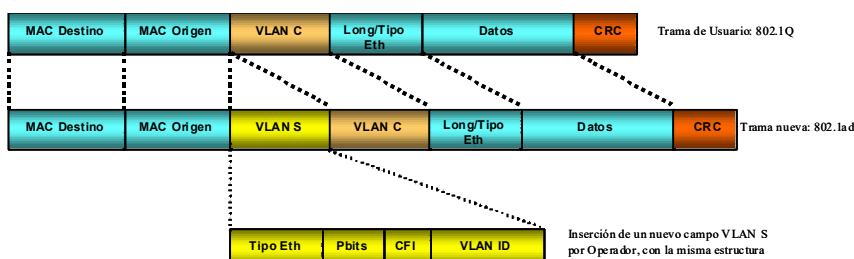 MAC Destino MAC Origen VLAN C Long/Tipo Eth Datos CRC Trama de Usuario: 802.1Q
MAC Destino MAC Origen VLAN S VLAN C Long/Tipo Eth Datos CRC Trama nueva: 802.1ad
Tipo Eth Pbits CFI VLAN ID
Inserción de un nuevo campo VLAN S
por Operador, con la misma estructura